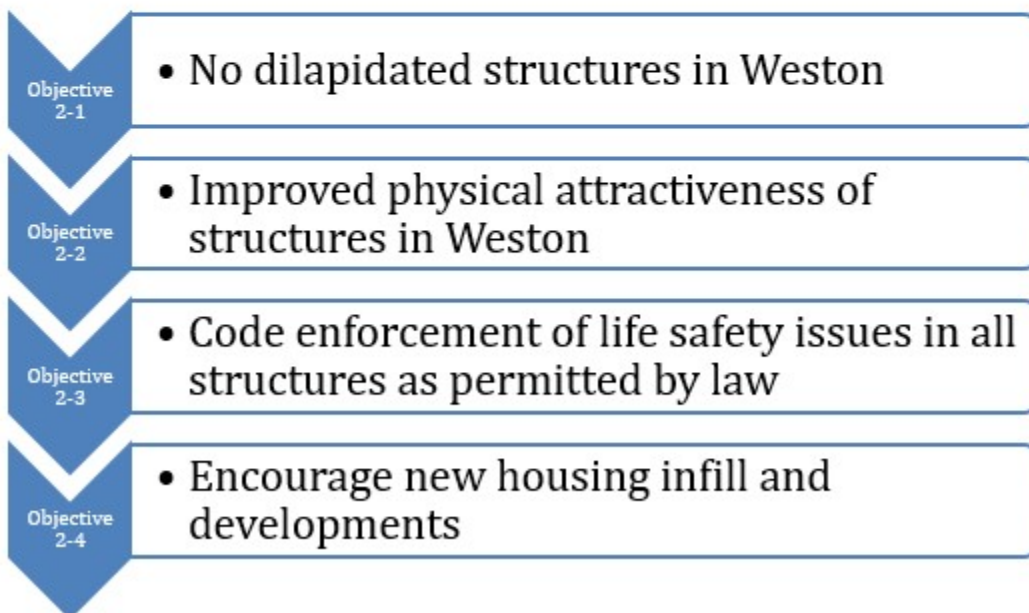 Objective
2-1
• No dilapidated structures in Weston
Objective
2-2
• Improved physical attractiveness of
structures in Weston
Objective
2-3
• Code enforcement of life safety issues in all
structures as permitted by law
Objective
2-4
• Encourage new housing infill and
developments